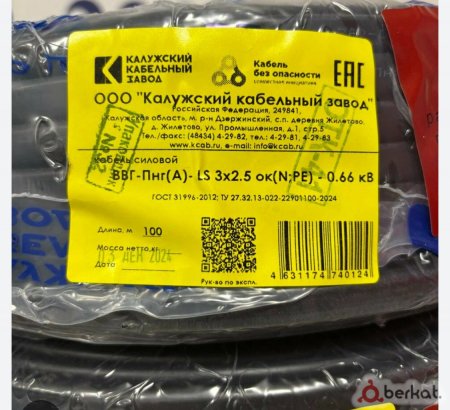 КАЛУЖСКИЙ
КАБЕЛЬНЫЙ
ЗАВОД
Кабель
без опасности
EAC
ООО "Калужский кабельный завод"
Российская Федерация, 249841,
Калужская область, м. р-н Дзержинский, с.п. деревня Жилетово,
д. Жилетово, ул. Промышленная, д.1, стр.5
Тел./факс: (48434) 4-29-82, тел.: 4-29-81, 4-29-83
www.kcab.ru e-mail: info@kcab.ru
№2
кабель силовой
ВВГ-Пнг(А)- LS 3х2.5 ок(N;PE) - 0.66 кВ
ГОСТ 31996-2012; ТУ 27.32.13-022-22901100-2024
Длина, м 100
Масса нетто, кг
03 ДЕК 2024
Дата
Рук-во по экспл.
4 631174 740124
berkat.